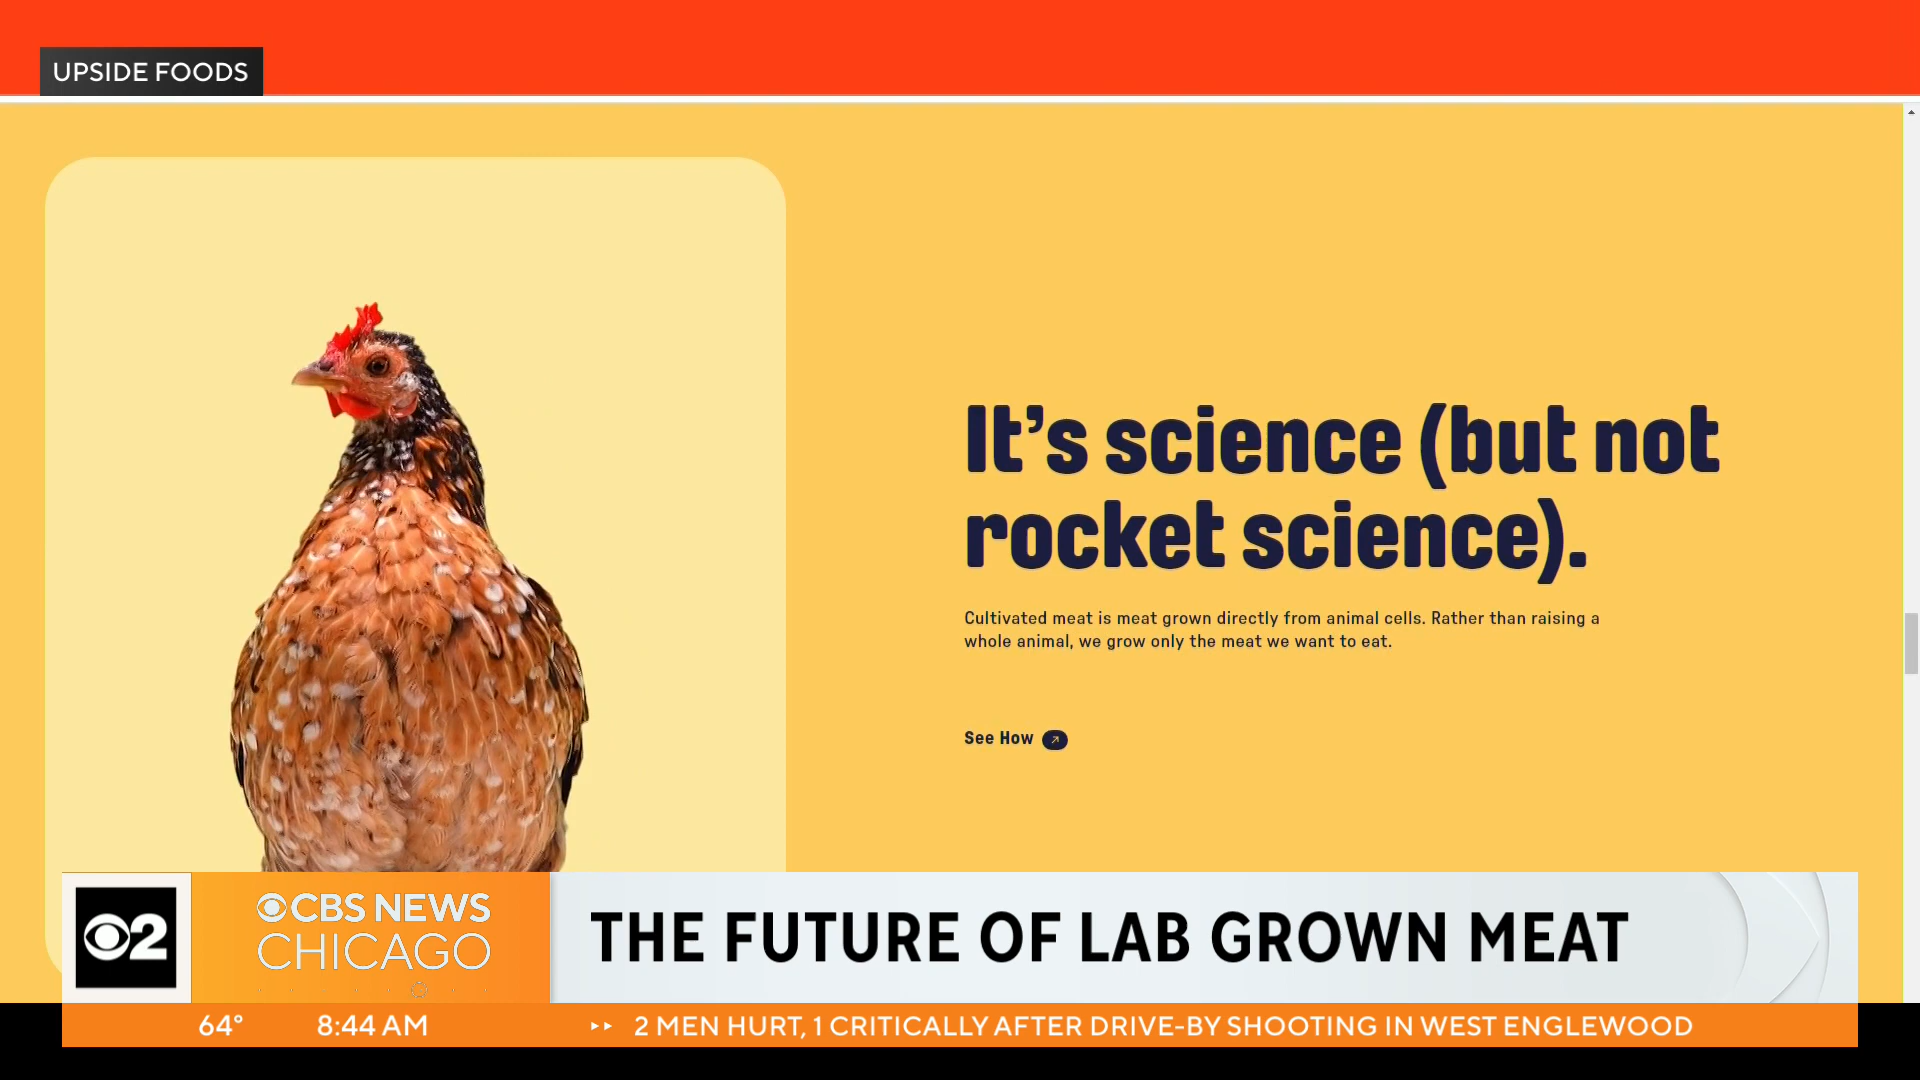 UPSIDE FOODS
It's science (but not
rocket science).
Cultivated meat is meat grown directly from animal cells. Rather than raising a
whole animal, we grow only the meat we want to eat.
See How
2
CBS NEWS
CHICAGO
THE FUTURE OF LAB GROWN MEAT
64° 8:44 AM 2 MEN HURT, 1 CRITICALLY AFTER DRIVE-BY SHOOTING IN WEST ENGLEWOOD